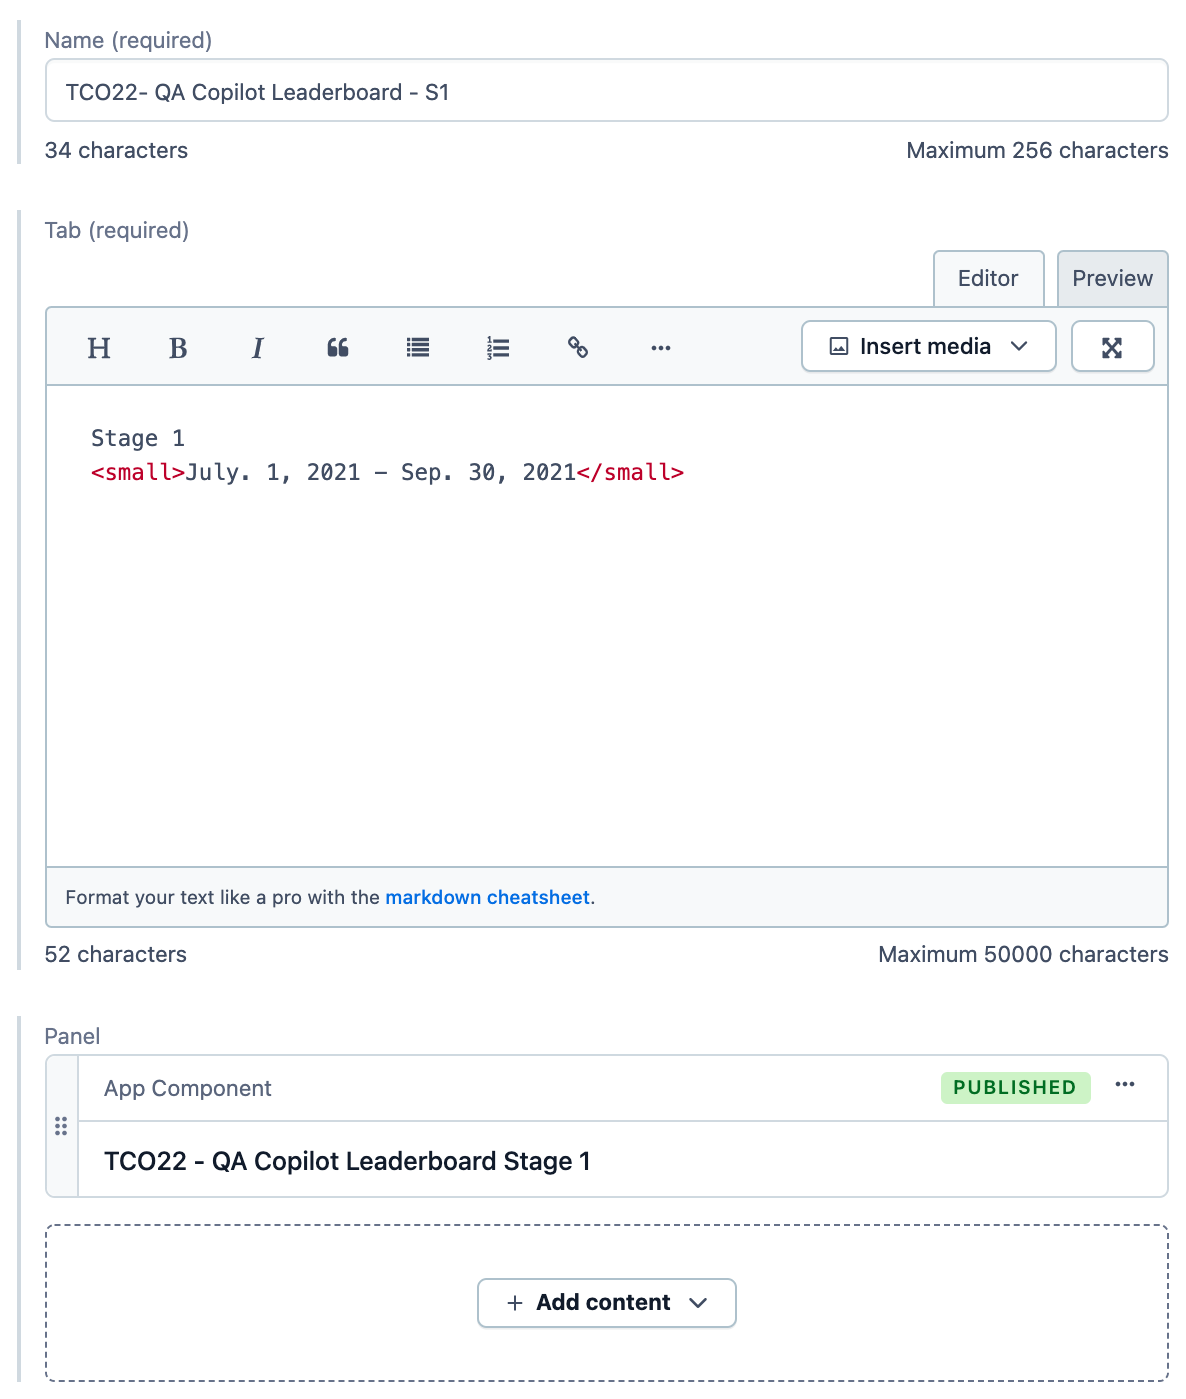 Name (required)
TCO22- QA Copilot Leaderboard - S1
34 characters
Maximum 256 characters
Tab (required)
Editor
Preview
H B I
Insert media
Stage 1
<small>July. 1, 2021 – Sep. 30, 2021</small>
Format your text like a pro with the markdown cheatsheet.
52 characters
Maximum 50000 characters
Panel
App Component
PUBLISHED
TCO22 - QA Copilot Leaderboard Stage 1
+ Add content